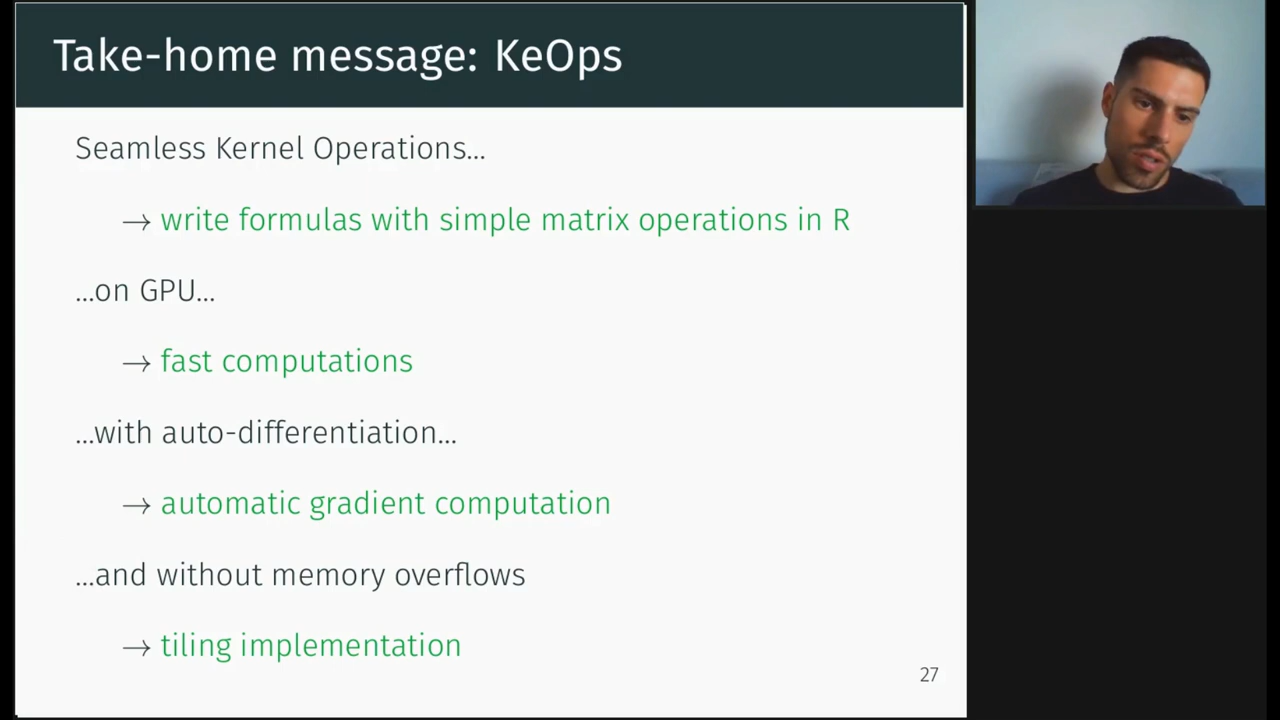 Take-home message: KeOps
Seamless Kernel Operations...
→ write formulas with simple matrix operations in R
...on GPU...
→ fast computations
...with auto-differentiation...
→ automatic gradient computation
...and without memory overflows
→ tiling implementation
27